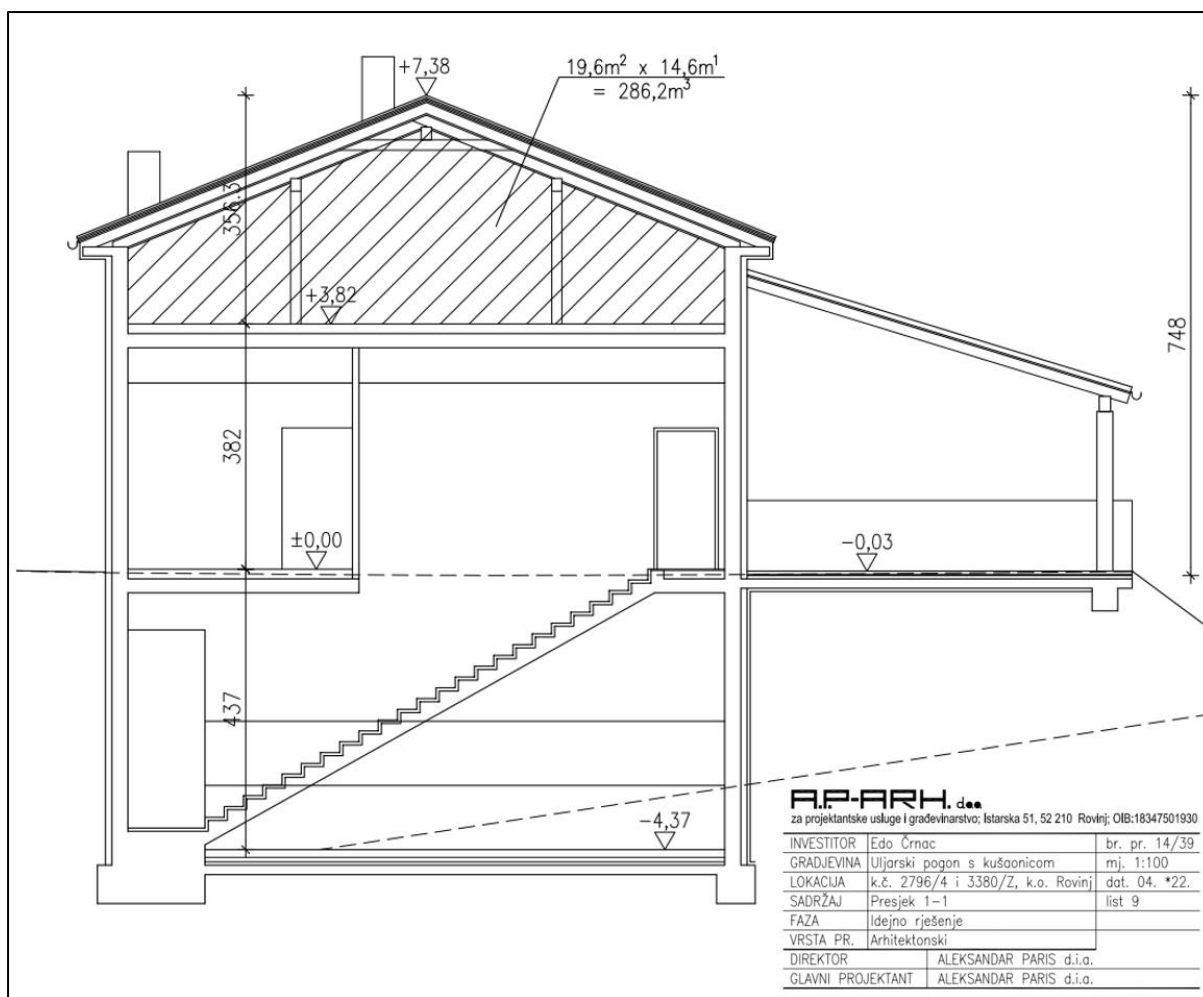 +7,38
19,6m² x 14,6m¹
= 286,2m³
356.3
+3,82
748
382
±0,00
-0,03
437
-4,37
A.P-ARH. d.o.o.
za projektantske usluge i građevinarstvo; Istarska 51, 52 210 Rovinj; OIB:18347501930
INVESTITOR Edo Črnac br. pr. 14/39
GRADJEVINA Uljarski pogon s kušaonicom mj. 1:100
LOKACIJA k.č. 2796/4 i 3380/Z, k.o. Rovinj dat. 04. *22.
SADRŽAJ Presjek 1-1 list 9
FAZA Idejno rješenje
VRSTA PR. Arhitektonski
DIREKTOR ALEKSANDAR PARIS d.i.a.
GLAVNI PROJEKTANT ALEKSANDAR PARIS d.i.a.